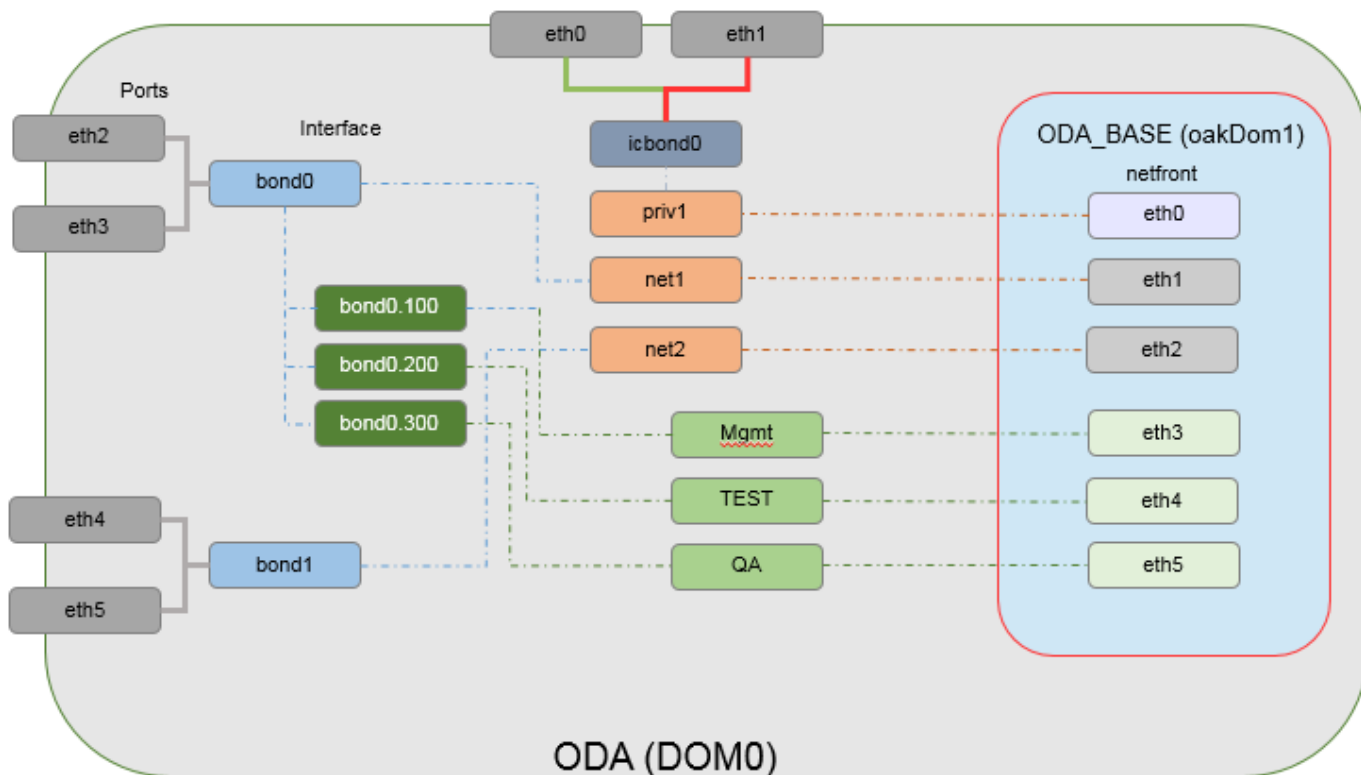 eth0
eth1
Ports
eth2
Interface
icbond0
ODA_BASE (oakDom1)
bond0
netfront
eth3
priv1
eth0
net1
eth1
bond0.100
net2
eth2
bond0.200
bond0.300
Mgmt
eth3
TEST
eth4
eth4
bond1
QA
eth5
eth5
ODA (DOM0)